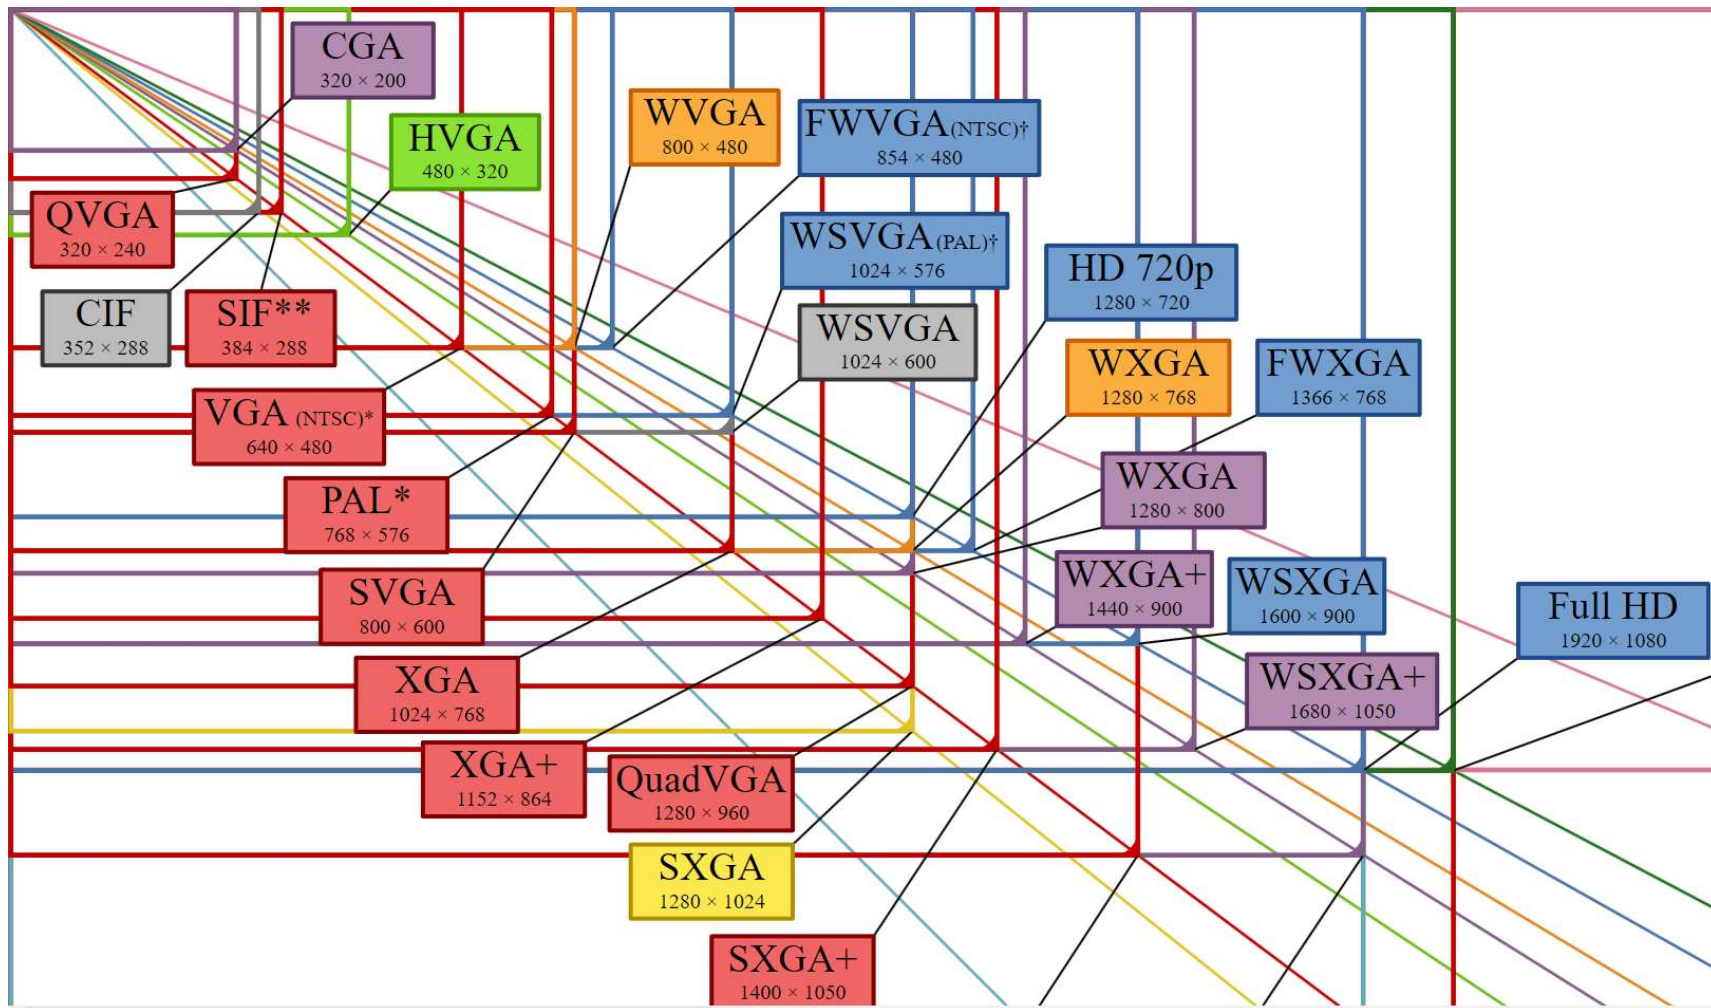 CGA
320 × 200
HVGA
480 × 320
WVGA
800 × 480
FWVGA(NTSC)†
854 × 480
QVGA
320 × 240
WSVGA(PAL)†
1024 × 576
HD 720p
1280 × 720
CIF
352 × 288
SIF**
384 × 288
WSVGA
1024 × 600
WXGA
1280 × 768
FWXGA
1366 × 768
VGA (NTSC)*
640 × 480
WXGA
1280 × 800
PAL*
768 × 576
WXGA+
1440 × 900
WSXGA
1600 × 900
SVGA
800 × 600
Full HD
1920 × 1080
XGA
1024 × 768
WSXGA+
1680 × 1050
XGA+
1152 × 864
QuadVGA
1280 × 960
SXGA
1280 × 1024
SXGA+
1400 × 1050